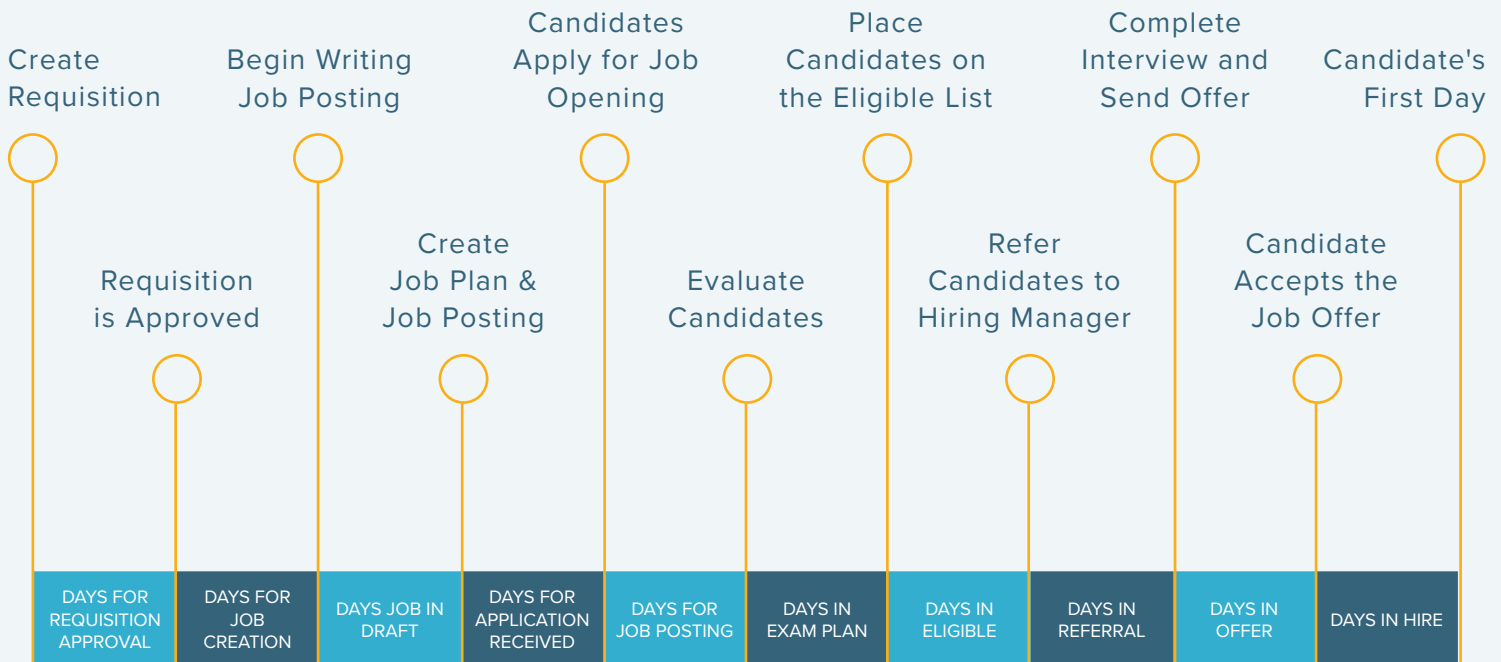 Create
Requisition
Requisition
is Approved
Begin Writing
Job Posting
Create
Job Plan &
Job Posting
Candidates
Apply for Job
Opening
Evaluate
Candidates
Place
Candidates on
the Eligible List
Refer
Candidates to
Hiring Manager
Complete
Interview and
Send Offer
Candidate
Accepts the
Job Offer
Candidate's
First Day
DAYS FOR
REQUISITION
APPROVAL
DAYS FOR
JOB
CREATION
DAYS JOB IN
DRAFT
DAYS FOR
APPLICATION
RECEIVED
DAYS FOR
JOB POSTING
DAYS IN
EXAM PLAN
DAYS IN
ELIGIBLE
DAYS IN
REFERRAL
DAYS IN
OFFER
DAYS IN HIRE